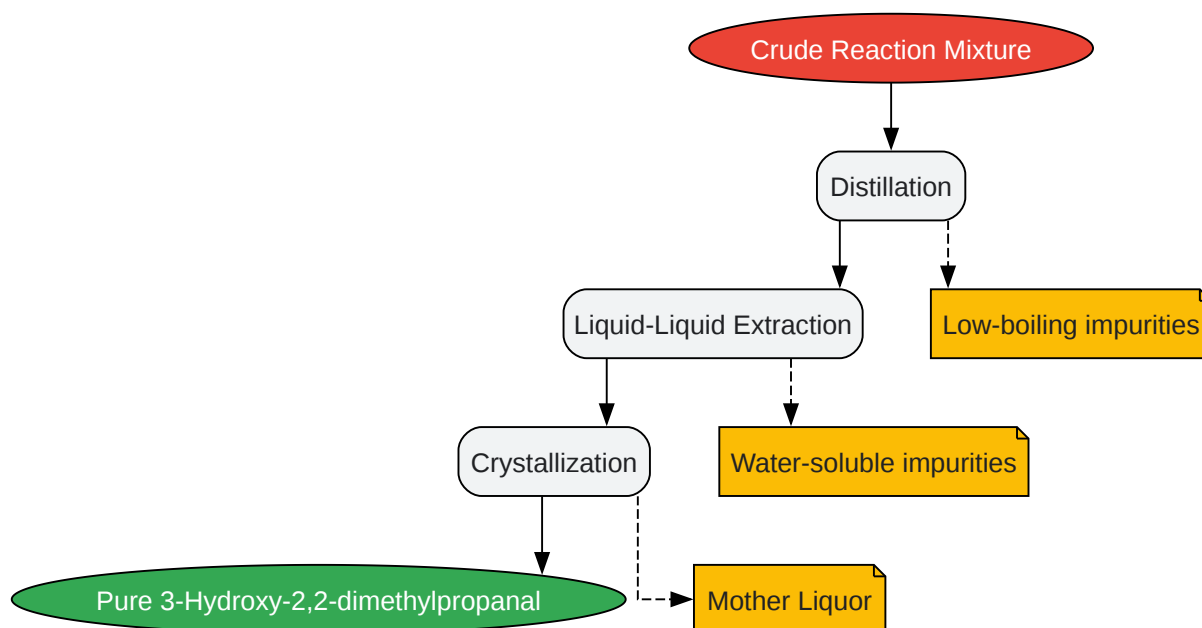 Crude Reaction Mixture
Distillation
Liquid-Liquid Extraction
Low-boiling impurities
Crystallization
Water-soluble impurities
Pure 3-Hydroxy-2,2-dimethylpropanal
Mother Liquor